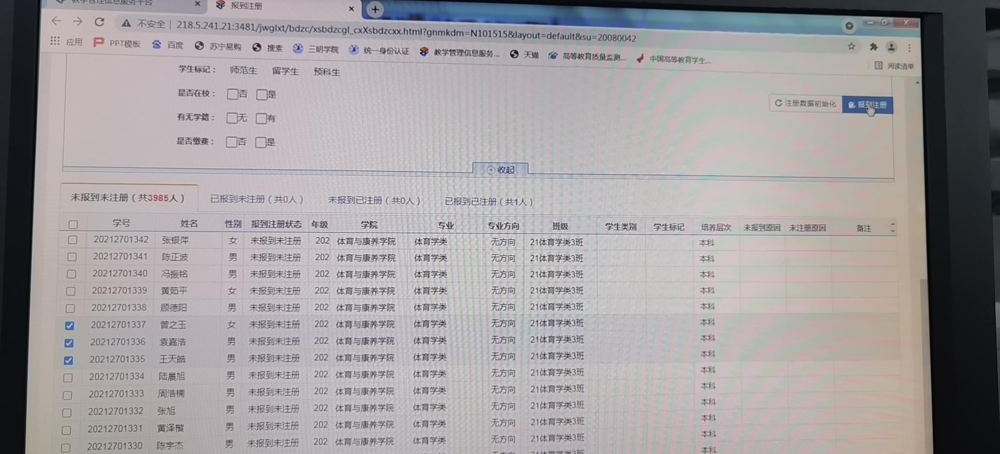 教学管理信息服务平台
报到注册
不安全 218.5.241.21:3481/jwglxt/bdzc/xsbdzcgl_cxXsbdzcxx.html?gnmkdm=N101515&layout=default&su=20080042
应用 PPT模板 百度 苏宁易购 搜索 三明学院 统一身份认证 教学管理信息服务... 天猫 高等教育质量监测... 中国高等教育学生...
阅读清单
学生标记： 师范生 留学生 预科生
是否在校： 否 是
注册数据初始化 报到注册
有无学籍： 无 有
是否缴费： 否 是
收起
未报到未注册（共3985人） 已报到未注册（共0人） 未报到已注册（共0人） 已报到已注册（共1人）
学号 姓名 性别 报到注册状态 年级 学院 专业 专业方向 班级 学生类别 学生标记 培养层次 未报到原因 未注册原因 备注
20212701342 张银萍 女 未报到未注册 202 体育与康养学院 体育学类 无方向 21体育学类3班 本科
20212701341 陈正波 男 未报到未注册 202 体育与康养学院 体育学类 无方向 21体育学类3班 本科
20212701340 冯振铭 男 未报到未注册 202 体育与康养学院 体育学类 无方向 21体育学类3班 本科
20212701339 黄茹平 女 未报到未注册 202 体育与康养学院 体育学类 无方向 21体育学类3班 本科
20212701338 顾德阳 男 未报到未注册 202 体育与康养学院 体育学类 无方向 21体育学类3班 本科
20212701337 曾之玉 女 未报到未注册 202 体育与康养学院 体育学类 无方向 21体育学类3班 本科
20212701336 袁嘉浩 男 未报到未注册 202 体育与康养学院 体育学类 无方向 21体育学类3班 本科
20212701335 王天皓 男 未报到未注册 202 体育与康养学院 体育学类 无方向 21体育学类3班 本科
20212701334 陆晨旭 男 未报到未注册 202 体育与康养学院 体育学类 无方向 21体育学类3班 本科
20212701333 周浩楠 男 未报到未注册 202 体育与康养学院 体育学类 无方向 21体育学类3班 本科
20212701332 张旭 男 未报到未注册 202 体育与康养学院 体育学类 无方向 21体育学类3班 本科
20212701331 黄泽楷 男 未报到未注册 202 体育与康养学院 体育学类 无方向 21体育学类3班 本科
20212701330 陈宇杰 男 未报到未注册 202 体育与康养学院 体育学类 无方向 21体育学类3班 本科